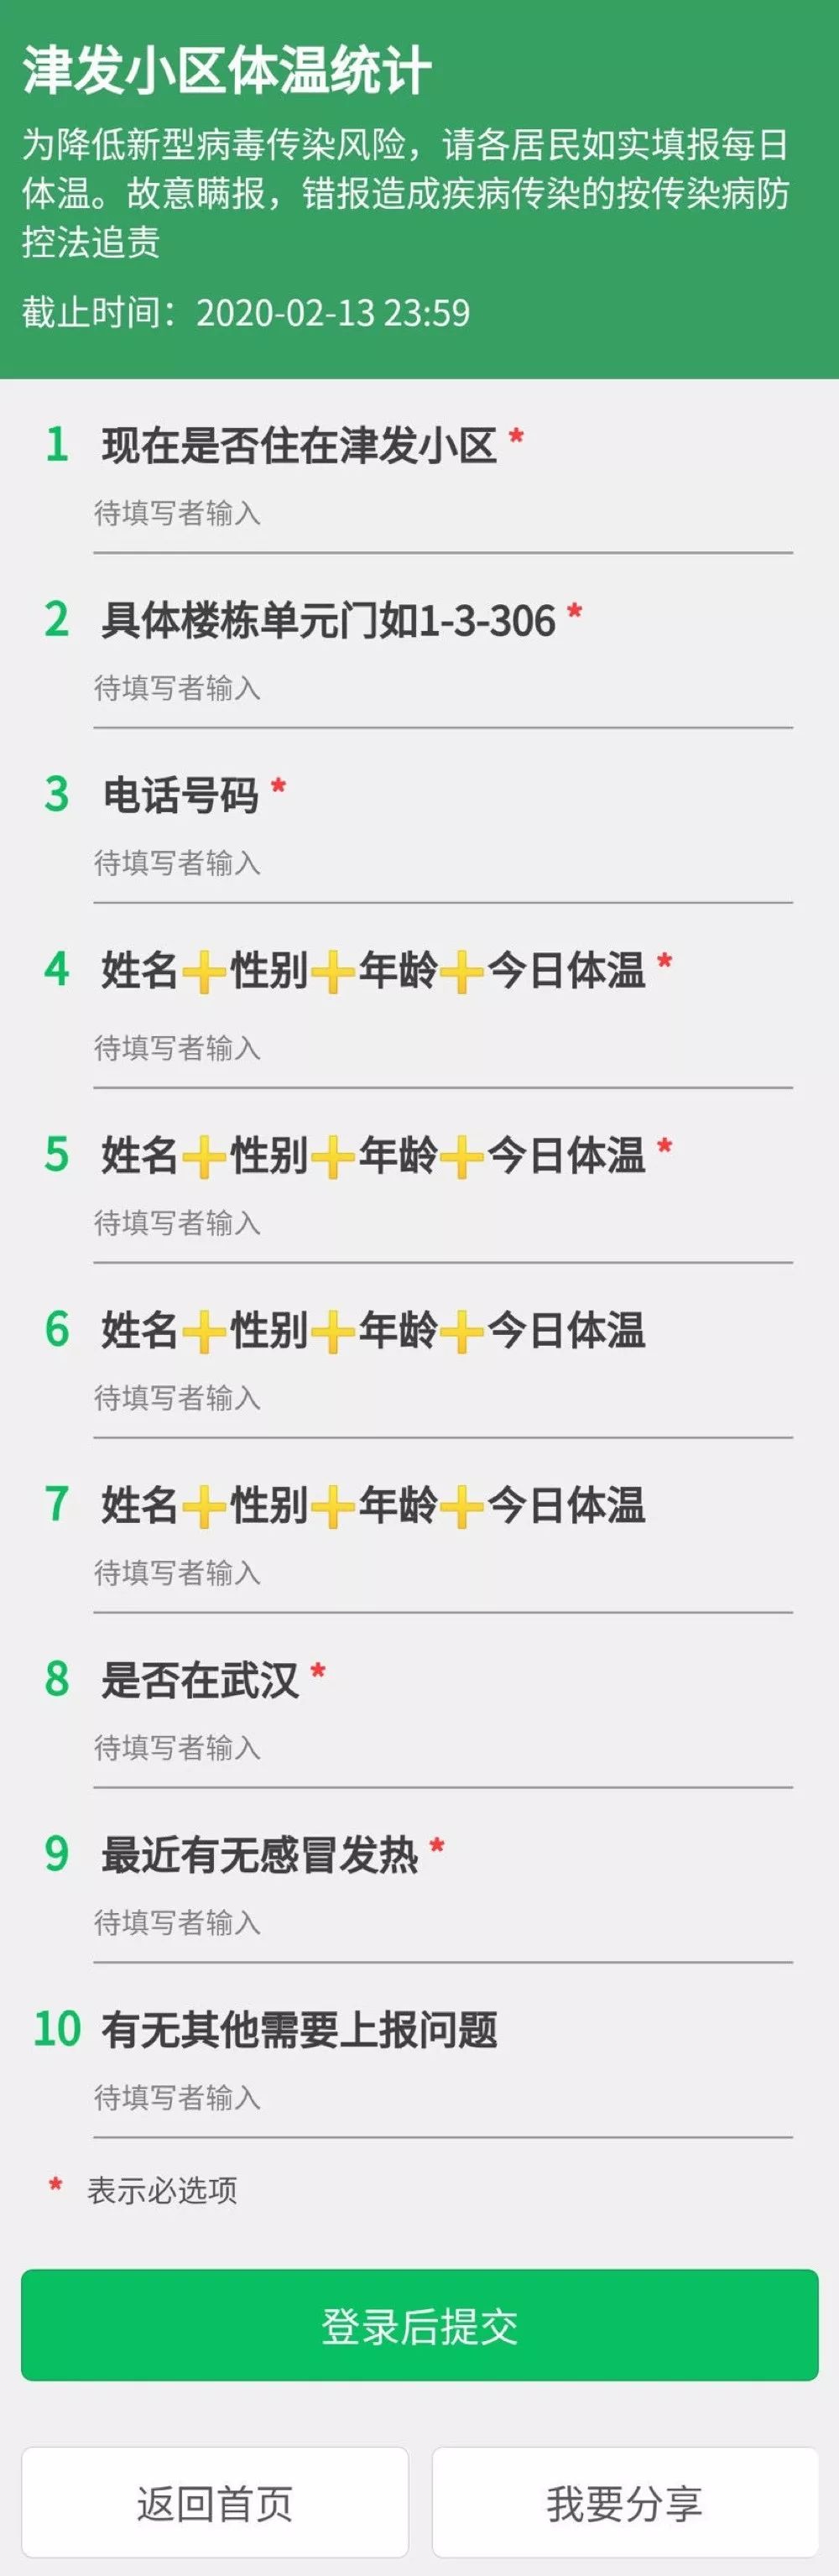 津发小区体温统计
为降低新型病毒传染风险，请各居民如实填报每日
体温。故意瞒报，错报造成疾病传染的按传染病防
控法追责
截止时间：2020-02-13 23:59
1 现在是否住在津发小区 *
待填写者输入
2 具体楼栋单元门如1-3-306 *
待填写者输入
3 电话号码 *
待填写者输入
4 姓名➕性别➕年龄➕今日体温 *
待填写者输入
5 姓名➕性别➕年龄➕今日体温 *
待填写者输入
6 姓名➕性别➕年龄➕今日体温
待填写者输入
7 姓名➕性别➕年龄➕今日体温
待填写者输入
8 是否在武汉 *
待填写者输入
9 最近有无感冒发热 *
待填写者输入
10 有无其他需要上报问题
待填写者输入
* 表示必选项
登录后提交
返回首页 我要分享